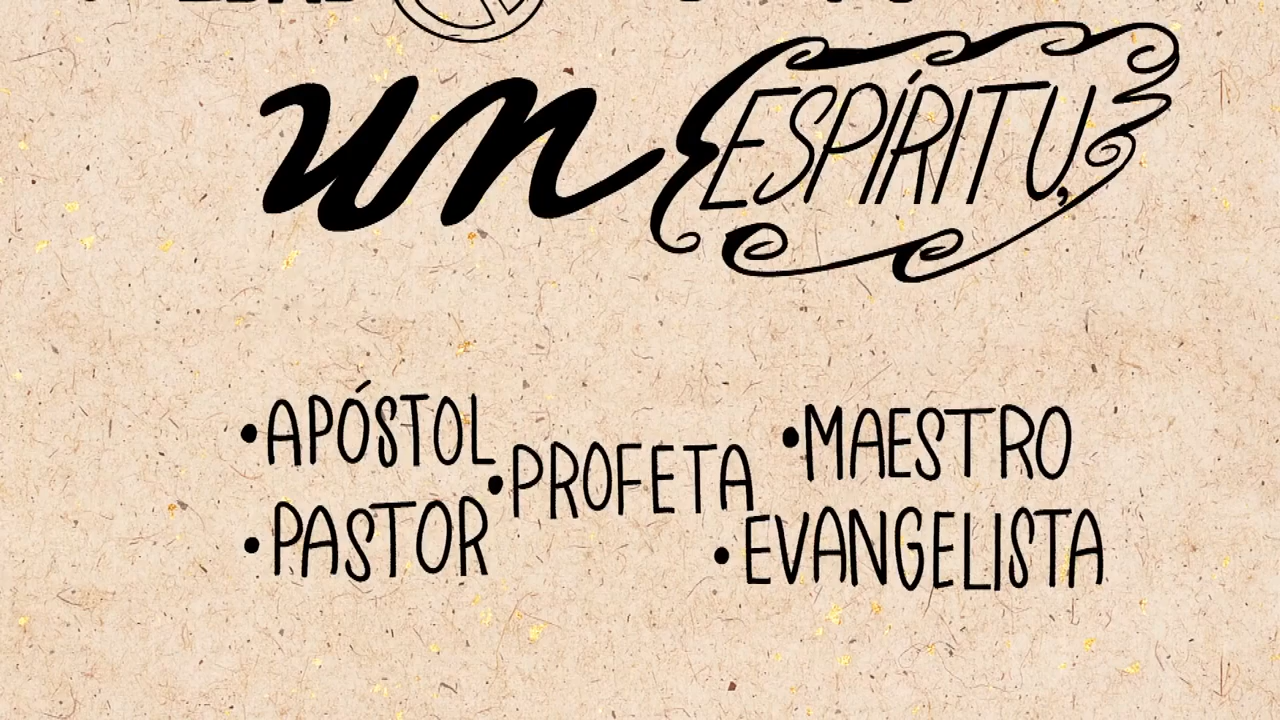 un ESPÍRITU,
•APÓSTOL
•PROFETA
•MAESTRO
•PASTOR
•EVANGELISTA